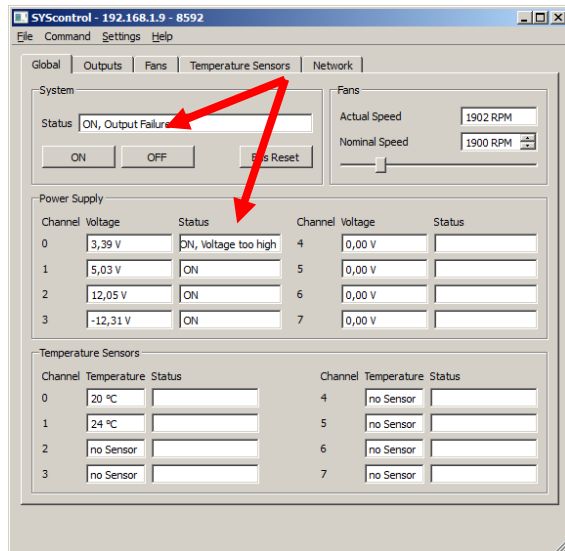 SYScontrol - 192.168.1.9 - 8592
File Command Settings Help
Global Outputs Fans Temperature Sensors Network
System
Status ON, Output Failure
ON OFF Bus Reset
Fans
Actual Speed 1902 RPM
Nominal Speed 1900 RPM
Power Supply
Channel Voltage Status Channel Voltage Status
0 3,39 V ON, Voltage too high 4 0,00 V
1 5,03 V ON 5 0,00 V
2 12,05 V ON 6 0,00 V
3 -12,31 V ON 7 0,00 V
Temperature Sensors
Channel Temperature Status Channel Temperature Status
0 20 °C 4 no Sensor
1 24 °C 5 no Sensor
2 no Sensor 6 no Sensor
3 no Sensor 7 no Sensor